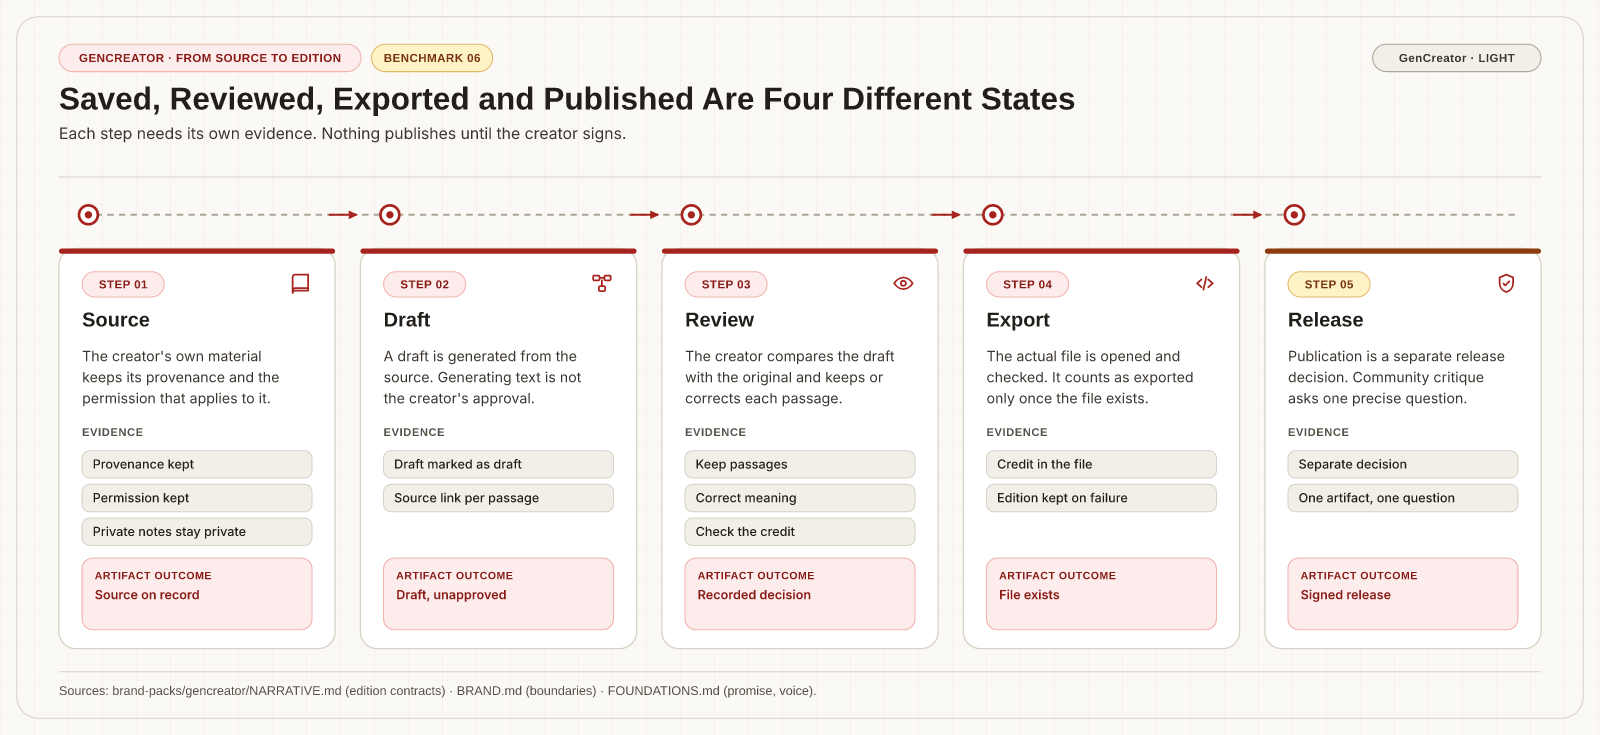 GENCREATOR · FROM SOURCE TO EDITION
BENCHMARK 06
GenCreator · LIGHT
Saved, Reviewed, Exported and Published Are Four Different States
Each step needs its own evidence. Nothing publishes until the creator signs.
STEP 01
Source
The creator's own material
keeps its provenance and the
permission that applies to it.
EVIDENCE
Provenance kept
Permission kept
Private notes stay private
ARTIFACT OUTCOME
Source on record
STEP 02
Draft
A draft is generated from the
source. Generating text is not
the creator's approval.
EVIDENCE
Draft marked as draft
Source link per passage
ARTIFACT OUTCOME
Draft, unapproved
STEP 03
Review
The creator compares the draft
with the original and keeps or
corrects each passage.
EVIDENCE
Keep passages
Correct meaning
Check the credit
ARTIFACT OUTCOME
Recorded decision
STEP 04
Export
The actual file is opened and
checked. It counts as exported
only once the file exists.
EVIDENCE
Credit in the file
Edition kept on failure
ARTIFACT OUTCOME
File exists
STEP 05
Release
Publication is a separate release
decision. Community critique
asks one precise question.
EVIDENCE
Separate decision
One artifact, one question
ARTIFACT OUTCOME
Signed release
Sources: brand-packs/gencreator/NARRATIVE.md (edition contracts) · BRAND.md (boundaries) · FOUNDATIONS.md (promise, voice).